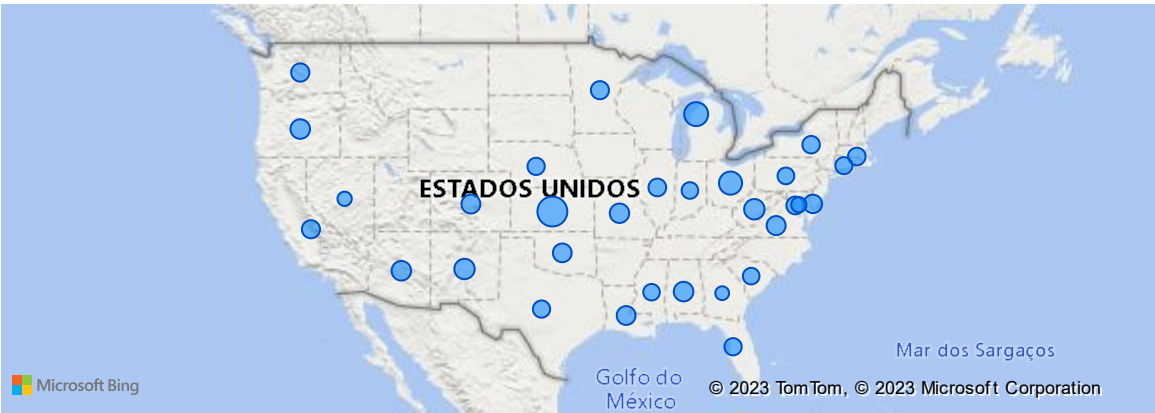 ESTADOS UNIDOS
Mar dos Sargaços
Golfo do
México
Microsoft Bing
© 2023 TomTom, © 2023 Microsoft Corporation